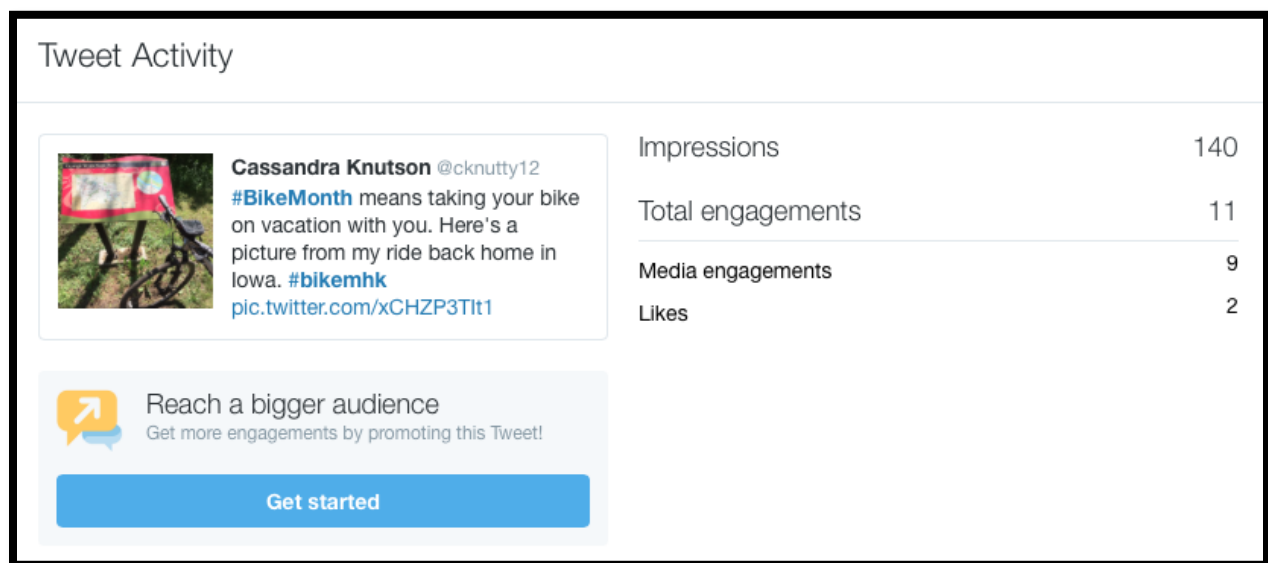 Tweet Activity
Cassandra Knutson @cknutty12
#BikeMonth means taking your bike
on vacation with you. Here's a
picture from my ride back home in
Iowa. #bikemhk
pic.twitter.com/xCHZP3TIt1
Reach a bigger audience
Get more engagements by promoting this Tweet!
Get started
Impressions 140
Total engagements 11
Media engagements 9
Likes 2